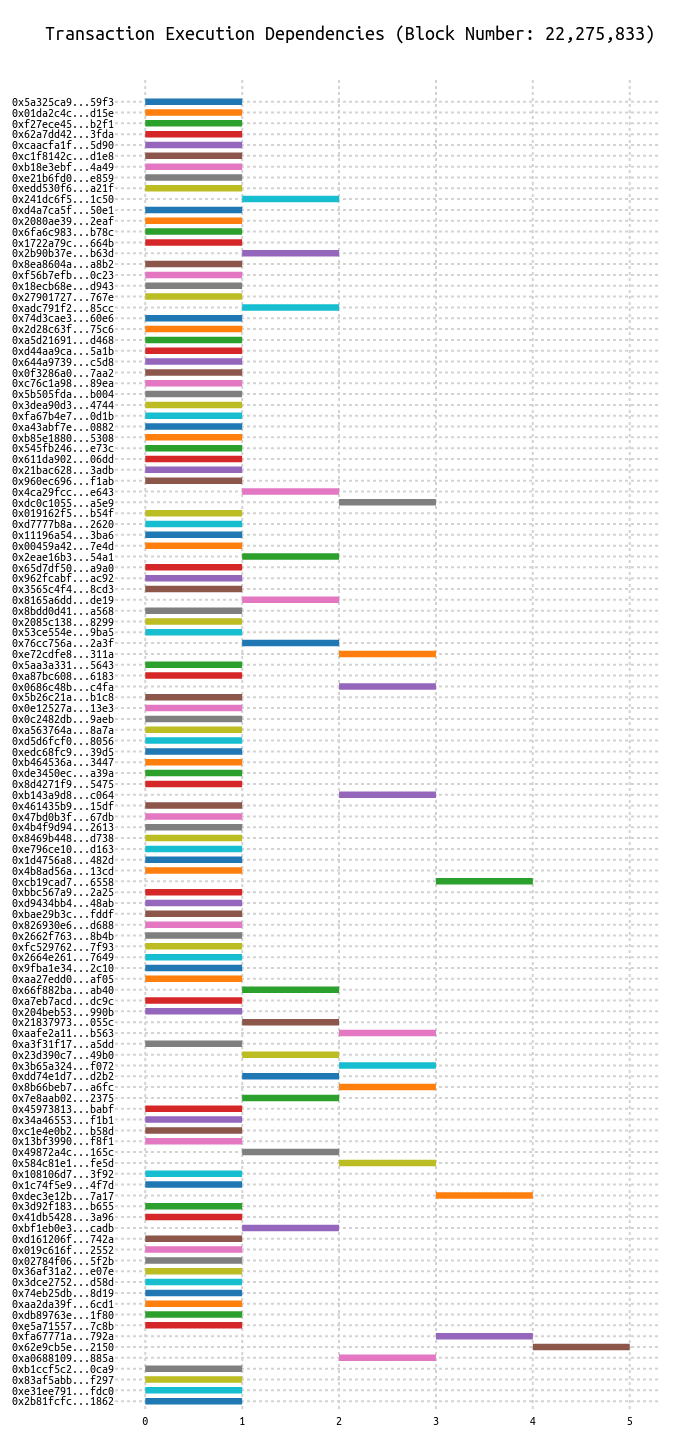 Transaction Execution Dependencies (Block Number: 22,275,833)
0x5a325ca9...59f3
0x01da2c4c...d15e
0xf27ece45...b2f1
0x62a7dd42...3fda
0xcaacfa1f...5d90
0xc1f8142c...d1e8
0xb18e3ebf...4a49
0xe21b6fd0...e859
0xedd530f6...a21f
0x241dc6f5...1c50
0xd4a7ca5f...50e1
0x2080ae39...2eaf
0x6fa6c983...b78c
0x1722a79c...664b
0x2b90b37e...b63d
0x8ea8604a...a8b2
0xf56b7efb...0c23
0x18ecb68e...d943
0x27901727...767e
0xadc791f2...85cc
0x74d3cae3...60e6
0x2d28c63f...75c6
0xa5d21691...d468
0xd44aa9ca...5a1b
0x644a9739...c5d8
0x0f3286a0...7aa2
0xc76c1a98...89ea
0x5b505fda...b004
0x3dea90d3...4744
0xfa67b4e7...0d1b
0xa43abf7e...0882
0xb85e1880...5308
0x545fb246...e73c
0x611da902...06dd
0x21bac628...3adb
0x960ec696...f1ab
0x4ca29fcc...e643
0xdc0c1055...a5e9
0x019162f5...b54f
0xd7777b8a...2620
0x11196a54...3ba6
0x00459a42...7e4d
0x2eae16b3...54a1
0x65d7df50...a9a0
0x962fcabf...ac92
0x3565c4f4...8cd3
0x8165a6dd...de19
0x8bdd0d41...a568
0x2085c138...8299
0x53ce554e...9ba5
0x76cc756a...2a3f
0xe72cdfe8...311a
0x5aa3a331...5643
0xa87bc608...6183
0x0686c48b...c4fa
0x5b26c21a...b1c8
0x0e12527a...13e3
0x0c2482db...9aeb
0xa563764a...8a7a
0xd5d6fcf0...8056
0xedc68fc9...39d5
0xb464536a...3447
0xde3450ec...a39a
0x8d4271f9...5475
0xb143a9d8...c064
0x461435b9...15df
0x47bd0b3f...67db
0x4b4f9d94...2613
0x8469b448...d738
0xe796ce10...d163
0x1d4756a8...482d
0x4b8ad56a...13cd
0xcb19cad7...6558
0xbbc567a9...2a25
0xd9434bb4...48ab
0xbae29b3c...fddf
0x826930e6...d688
0x2662f763...8b4b
0xfc529762...7f93
0x2664e261...7649
0x9fba1e34...2c10
0xaa27edd0...af05
0x66f882ba...ab40
0xa7eb7acd...dc9c
0x204beb53...990b
0x21837973...055c
0xaafe2a11...b563
0xa3f31f17...a5dd
0x23d390c7...49b0
0x3b65a324...f072
0xdd74e1d7...d2b2
0x8b66beb7...a6fc
0x7e8aab02...2375
0x45973813...babf
0x34a46553...f1b1
0xc1e4e0b2...b58d
0x13bf3990...f8f1
0x49872a4c...165c
0x584c81e1...fe5d
0x108106d7...3f92
0x1c74f5e9...4f7d
0xdec3e12b...7a17
0x3d92f183...b655
0x41db5428...3a96
0xbf1eb0e3...cadb
0xd161206f...742a
0x019c616f...2552
0x02784f06...5f2b
0x36af31a2...e07e
0x3dce2752...d58d
0x74eb25db...8d19
0xaa2da39f...6cd1
0xdb89763e...1f80
0xe5a71557...7c8b
0xfa67771a...792a
0x62e9cb5e...2150
0xa0688109...885a
0xb1ccf5c2...0ca9
0x83af5abb...f297
0xe31ee791...fdc0
0x2b81fcfc...1862
0 1 2 3 4 5